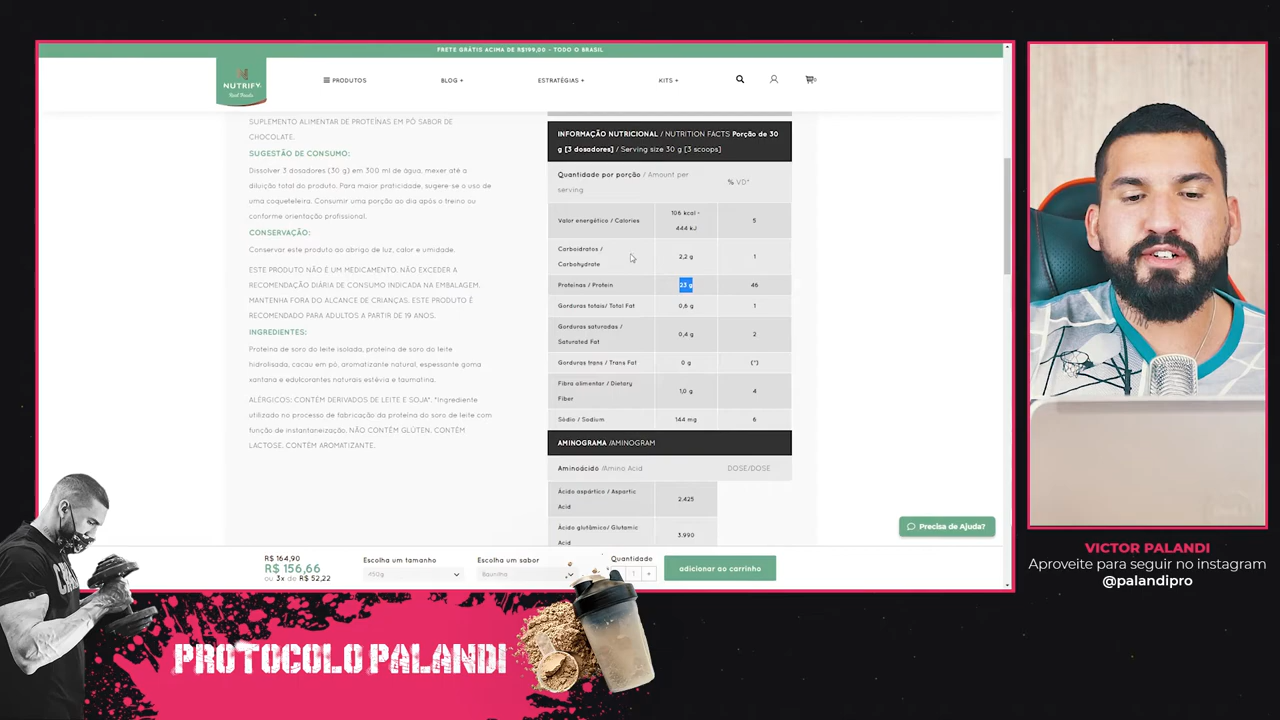 FRETE GRÁTIS ACIMA DE R$199,00 - TODO O BRASIL
NUTRIFY
Real Foods
PRODUTOS
BLOG +
ESTRATÉGIAS +
KITS +
0
SUPLEMENTO ALIMENTAR DE PROTEÍNAS EM PÓ SABOR DE
CHOCOLATE.
SUGESTÃO DE CONSUMO:
Dissolver 3 dosadores (30 g) em 300 ml de água, mexer até a
diluição total do produto. Para maior praticidade, sugere-se o uso
de uma coqueteleira. Consumir uma porção ao dia após o treino ou
conforme orientação profissional.
CONSERVAÇÃO:
Conservar este produto ao abrigo de luz, calor e umidade.
ESTE PRODUTO NÃO É UM MEDICAMENTO. NÃO EXCEDER A
RECOMENDAÇÃO DIÁRIA DE CONSUMO INDICADA NA EMBALAGEM.
MANTENHA FORA DO ALCANCE DE CRIANÇAS. ESTE PRODUTO É
RECOMENDADO PARA ADULTOS A PARTIR DE 19 ANOS.
INGREDIENTES:
Proteína de soro do leite isolada, proteína de soro do leite
hidrolisada, cacau em pó, aromatizante natural, espessante goma
xantana e edulcorantes naturais estévia e taumatina.
ALÉRGICOS: CONTÉM DERIVADOS DE LEITE E SOJA*. *Ingrediente
utilizado no processo de fabricação da proteína do soro de leite com
função de instantaneização. NÃO CONTÉM GLÚTEN. CONTÉM
LACTOSE. CONTÉM AROMATIZANTE.
INFORMAÇÃO NUTRICIONAL / NUTRITION FACTS Porção de 30
g [3 dosadores] / Serving size 30 g [3 scoops]
Quantidade por porção / Amount per
serving
% VD*
Valor energético / Calories
106 kcal -
444 kJ
5
Carboidratos /
Carbohydrate
2,2 g
1
Proteínas / Protein
23 g
46
Gorduras totais/ Total Fat
0,6 g
1
Gorduras saturadas /
Saturated Fat
0,4 g
2
Gorduras trans / Trans Fat
0 g
(*)
Fibra alimentar / Dietary
Fiber
1,0 g
4
Sódio / Sodium
144 mg
6
AMINOGRAMA /AMINOGRAM
Aminoácido /Amino Acid
DOSE/DOSE
Ácido aspártico / Aspartic
Acid
2.425
Ácido glutâmico/ Glutamic
Acid
3.990
Precisa de Ajuda?
R$ 164,90
R$ 156,66
ou 3x de R$ 52,22
Escolha um tamanho
450g
Escolha um sabor
Baunilha
Quantidade
1
+
adicionar ao carrinho
VICTOR PALANDI
Aproveite para seguir no instagram
@palandipro
PROTOCOLO PALANDI